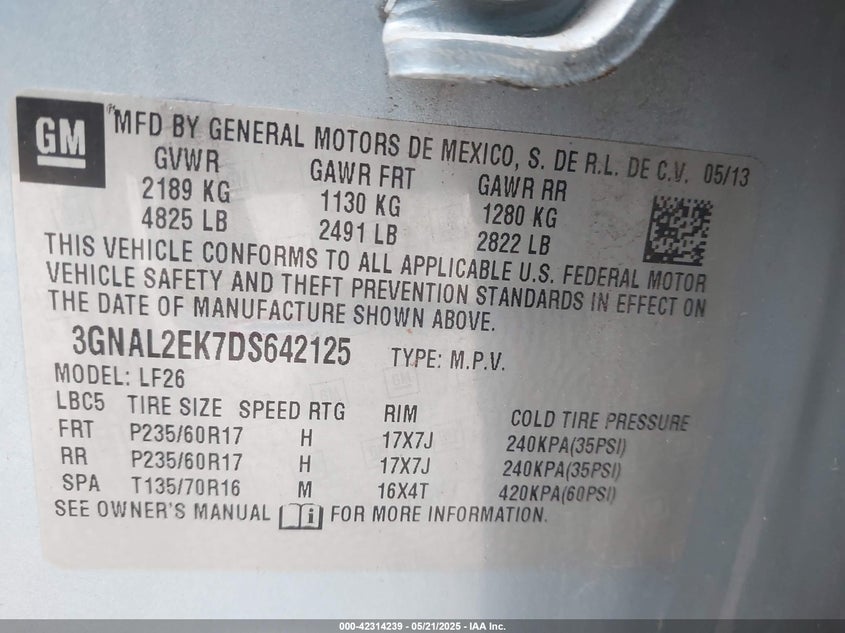 GM
MFD BY GENERAL MOTORS DE MEXICO, S. DE R.L. DE C.V. 05/13
GVWR GAWR FRT GAWR RR
2189 KG 1130 KG 1280 KG
4825 LB 2491 LB 2822 LB
THIS VEHICLE CONFORMS TO ALL APPLICABLE U.S. FEDERAL MOTOR
VEHICLE SAFETY AND THEFT PREVENTION STANDARDS IN EFFECT ON
THE DATE OF MANUFACTURE SHOWN ABOVE.
3GNAL2EK7DS642125 TYPE: M.P.V.
MODEL: LF26
LBC5 TIRE SIZE SPEED RTG RIM COLD TIRE PRESSURE
FRT P235/60R17 H 17X7J 240KPA(35PSI)
RR P235/60R17 H 17X7J 240KPA(35PSI)
SPA T135/70R16 M 16X4T 420KPA(60PSI)
SEE OWNER'S MANUAL i FOR MORE INFORMATION.
000-42314239 - 05/21/2025 - IAA Inc.